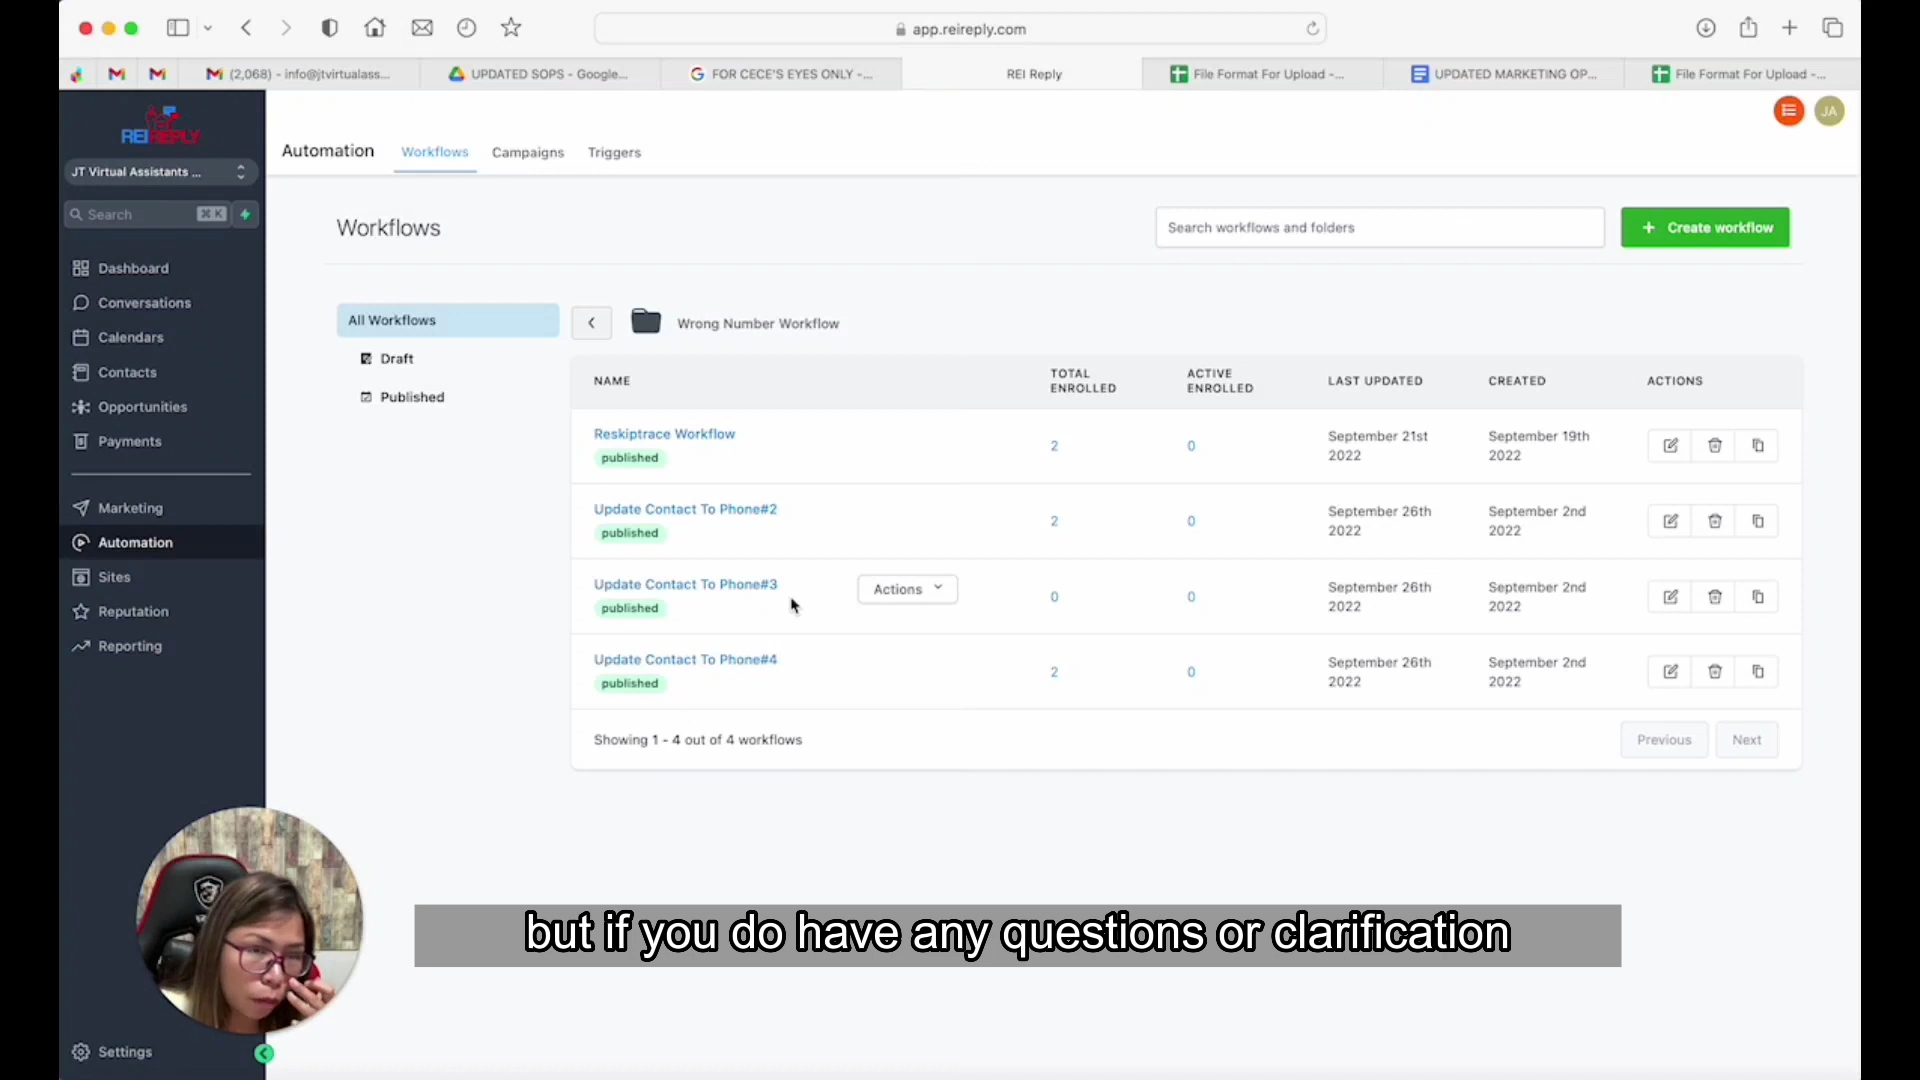 app.reireply.com
(2,068) - info@jtvirtualass...
UPDATED SOPS - Google...
FOR CECE'S EYES ONLY -...
REI Reply
File Format For Upload -...
UPDATED MARKETING OP...
File Format For Upload -...
REIREPLY
JT Virtual Assistants ...
Search
⌘ K
Dashboard
Conversations
Calendars
Contacts
Opportunities
Payments
Marketing
Automation
Sites
Reputation
Reporting
Settings
JA
Automation
Workflows
Campaigns
Triggers
Workflows
Search workflows and folders
+ Create workflow
All Workflows
Draft
Published
Wrong Number Workflow
NAME
TOTAL
ENROLLED
ACTIVE
ENROLLED
LAST UPDATED
CREATED
ACTIONS
Reskiptrace Workflow
published
2
0
September 21st
2022
September 19th
2022
Update Contact To Phone#2
published
2
0
September 26th
2022
September 2nd
2022
Update Contact To Phone#3
published
Actions
0
0
September 26th
2022
September 2nd
2022
Update Contact To Phone#4
published
2
0
September 26th
2022
September 2nd
2022
Showing 1 - 4 out of 4 workflows
Previous
Next
but if you do have any questions or clarification